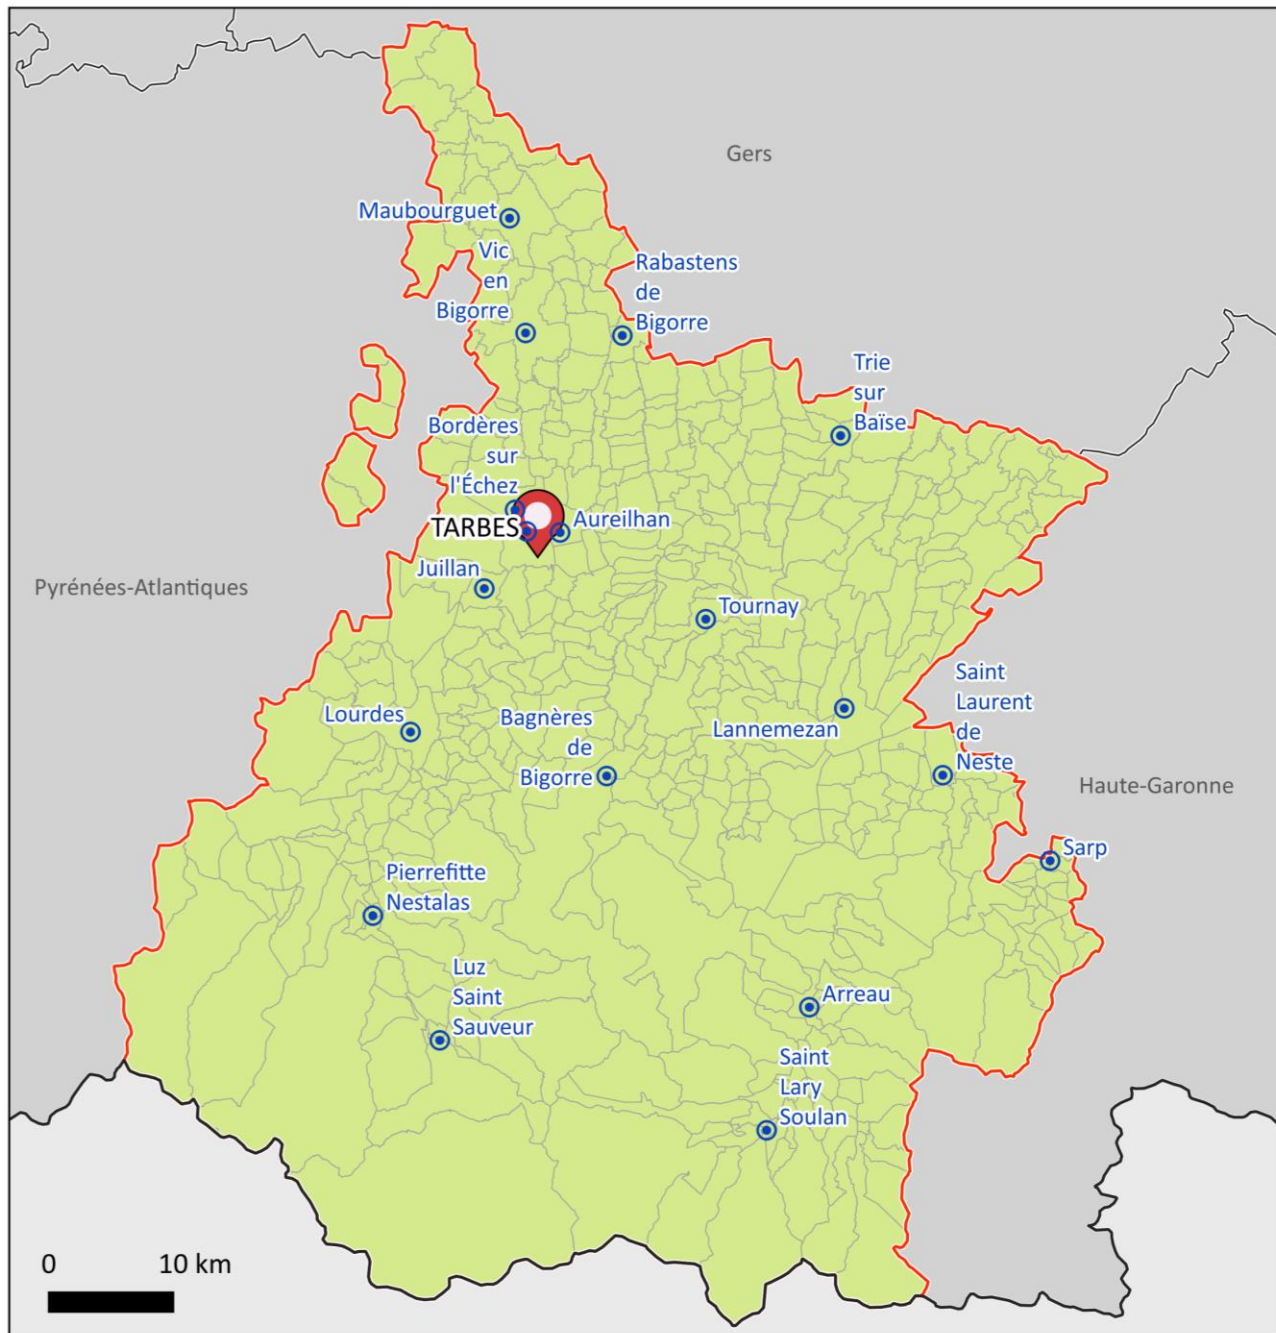 Gers
Maubourguet
Vic
en
Bigorre
Rabastens
de
Bigorre
Trie
sur
Baïse
Bordères
sur
l'Échez
TARBES
Aureilhan
Juillan
Pyrénées-Atlantiques
Tournay
Saint
Laurent
de
Neste
Lourdes
Bagnères
de
Bigorre
Lannemezan
Haute-Garonne
Sarp
Pierrefitte
Nestalas
Luz
Saint
Sauveur
Arreau
Saint
Lary
Soulan
0 10 km